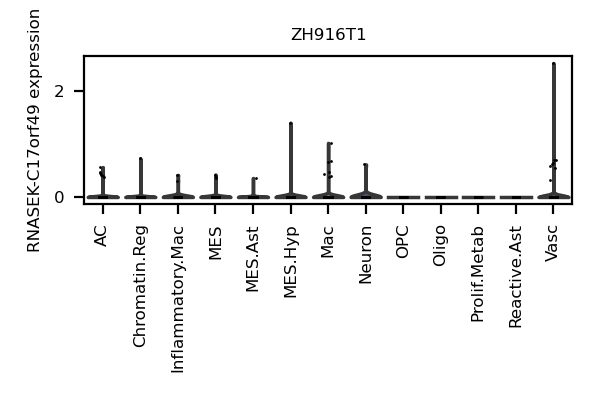 ZH916T1
RNASEK-C17orf49 expression
2
0
AC
Chromatin.Reg
Inflammatory.Mac
MES
MES.Ast
MES.Hyp
Mac
Neuron
OPC
Oligo
Prolif.Metab
Reactive.Ast
Vasc